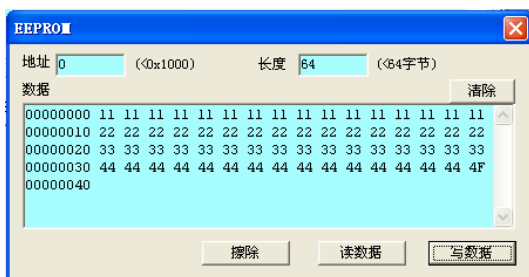 EEPROM
地址 0 (<0x1000) 长度 64 (<64字节)
数据 清除
00000000 11 11 11 11 11 11 11 11 11 11 11 11 11 11 11 11
00000010 22 22 22 22 22 22 22 22 22 22 22 22 22 22 22 22
00000020 33 33 33 33 33 33 33 33 33 33 33 33 33 33 33 33
00000030 44 44 44 44 44 44 44 44 44 44 44 44 44 44 44 4F
00000040
擦除 读数据 写数据